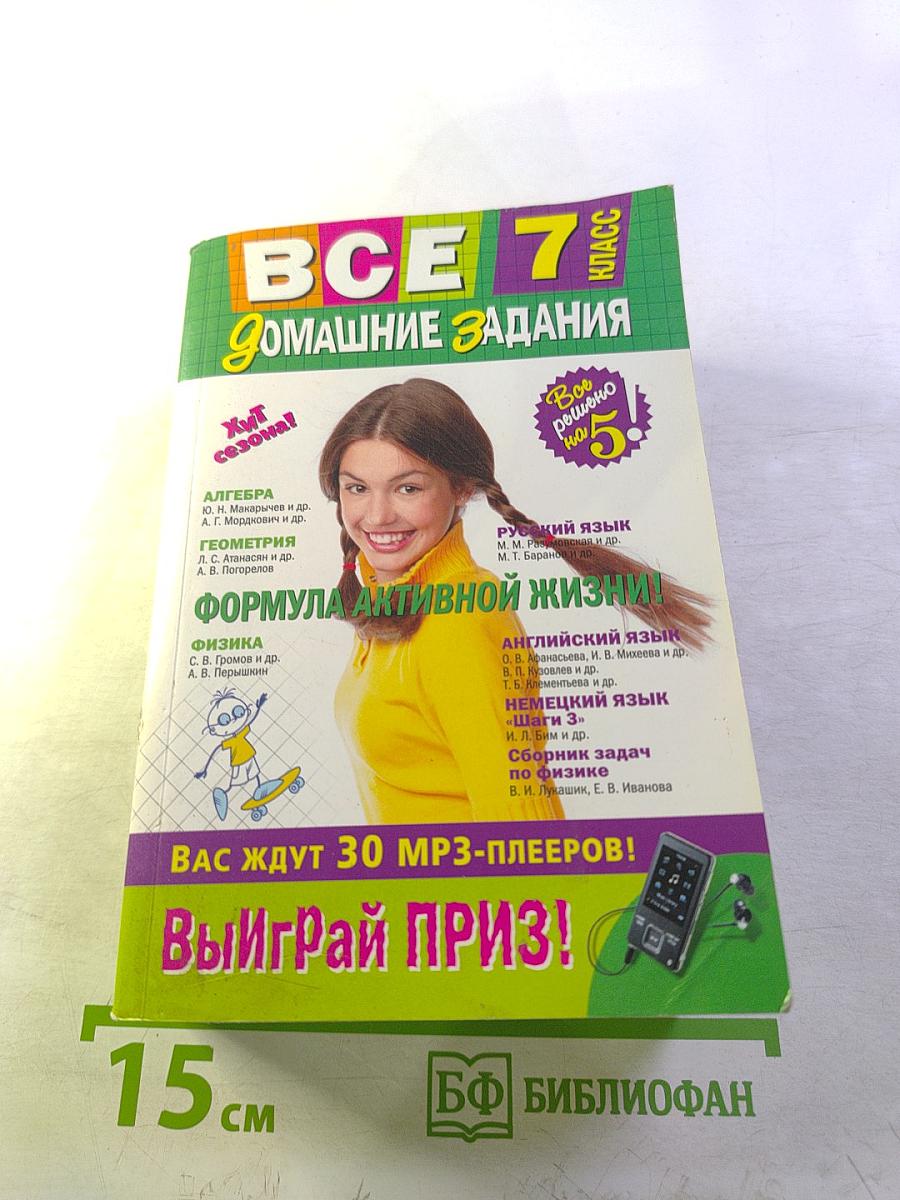 ВСЕ 7 КЛАСС
ДОМАШНИЕ ЗАДАНИЯ
ХИТ
сезона!
Все
решено
на 5!
АЛГЕБРА
Ю. Н. Макарычев и др.
А. Г. Мордкович и др.
ГЕОМЕТРИЯ
Л. С. Атанасян и др.
А. В. Погорелов
РУССКИЙ ЯЗЫК
М. М. Разумовская и др.
М. Т. Баранов и др.
ФОРМУЛА АКТИВНОЙ ЖИЗНИ!
ФИЗИКА
С. В. Громов и др.
А. В. Перышкин
АНГЛИЙСКИЙ ЯЗЫК
О. В. Афанасьева, И. В. Михеева и др.
В. П. Кузовлев и др.
Т. Б. Клементьева и др.
НЕМЕЦКИЙ ЯЗЫК
«Шаги 3»
И. Л. Бим и др.
Сборник задач
по физике
В. И. Лукашик, Е. В. Иванова
ВАС ЖДУТ 30 MP3-ПЛЕЕРОВ!
ВыИгРай ПРИЗ!
15 см
БФ БИБЛИОФАН